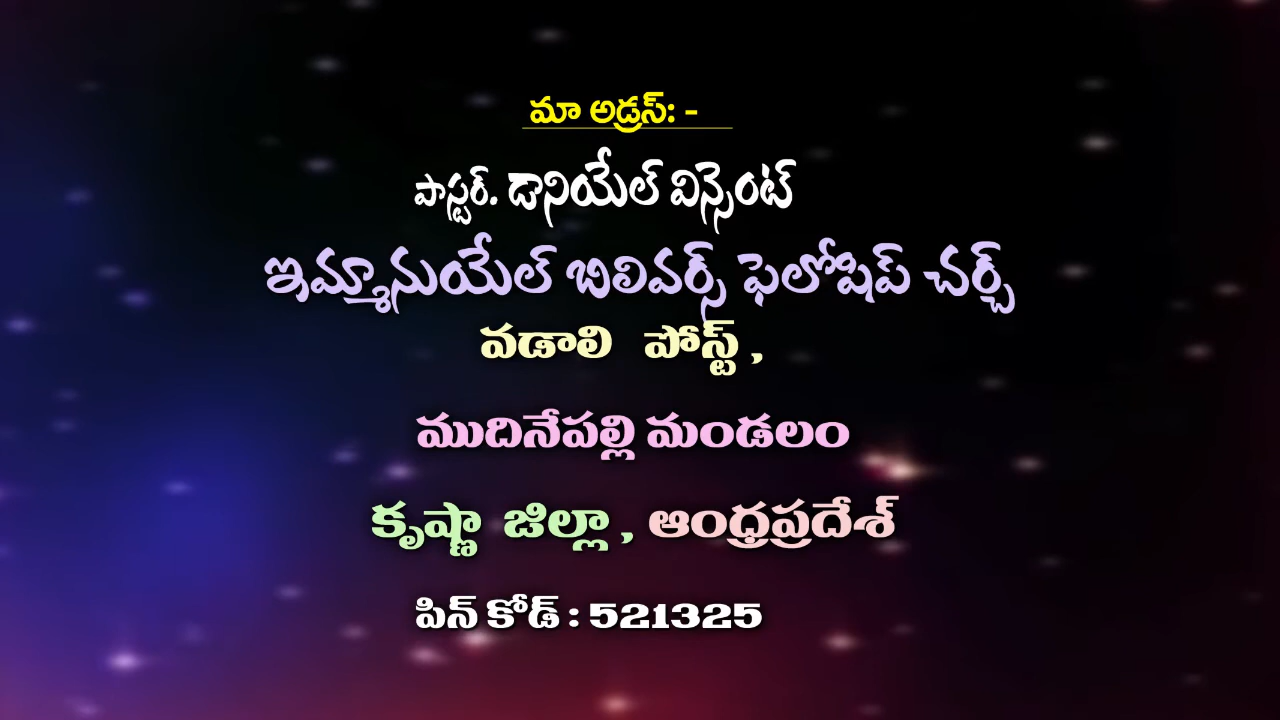 మా అడ్రస్: -
పాస్టర్. డానియేల్ విన్సెంట్
ఇమ్మానుయేల్ బిలివర్స్ ఫెలోషిప్ చర్చ్
వడాలి పోస్ట్ ,
ముదినేపల్లి మండలం
కృష్ణా జిల్లా , ఆంధ్రప్రదేశ్
పిన్ కోడ్ : 521325